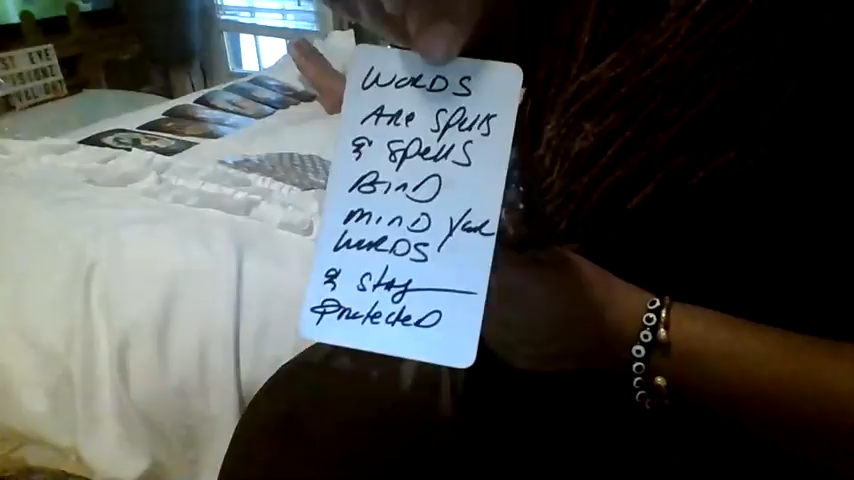 WORDS
Are Spells
& Spells
BinD
minD Your
WORDS
& Stay
ProtecteD